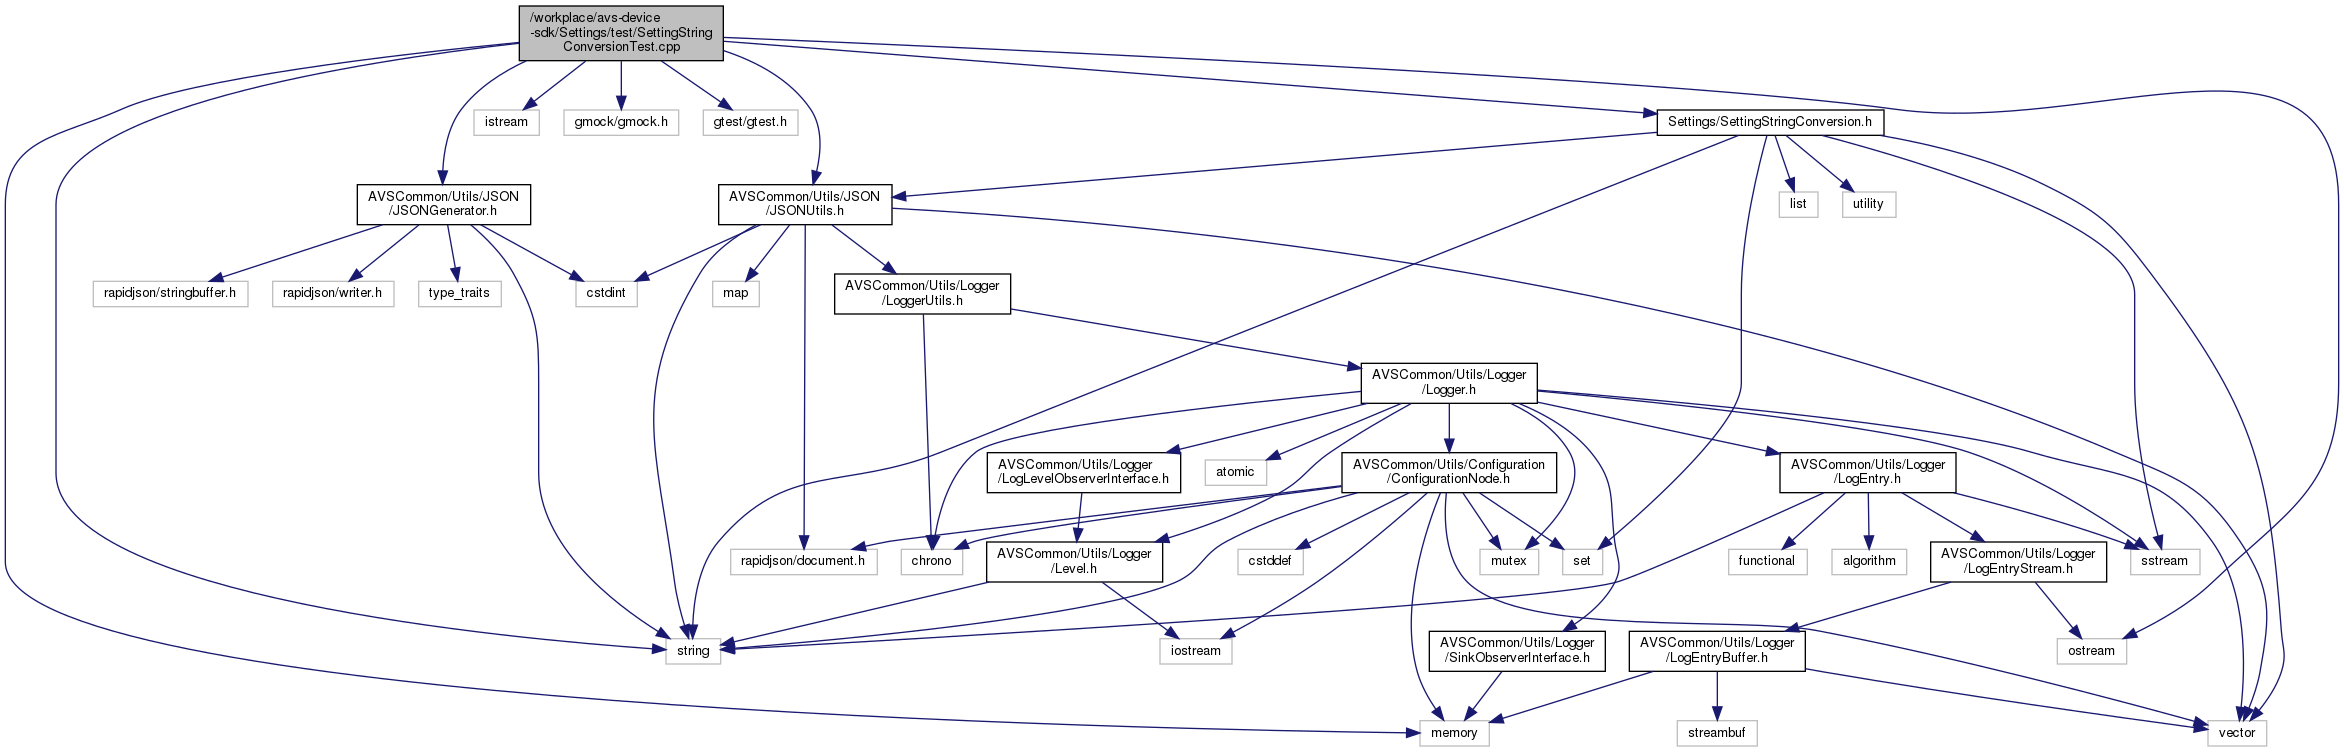 /workplace/avs-device
-sdk/Settings/test/SettingString
ConversionTest.cpp
istream
gmock/gmock.h
gtest/gtest.h
Settings/SettingStringConversion.h
AVSCommon/Utils/JSON
/JSONGenerator.h
AVSCommon/Utils/JSON
/JSONUtils.h
list
utility
rapidjson/stringbuffer.h
rapidjson/writer.h
type_traits
cstdint
map
AVSCommon/Utils/Logger
/LoggerUtils.h
AVSCommon/Utils/Logger
/Logger.h
AVSCommon/Utils/Logger
/LogLevelObserverInterface.h
atomic
AVSCommon/Utils/Configuration
/ConfigurationNode.h
AVSCommon/Utils/Logger
/LogEntry.h
rapidjson/document.h
chrono
AVSCommon/Utils/Logger
/Level.h
cstddef
mutex
set
functional
algorithm
AVSCommon/Utils/Logger
/LogEntryStream.h
sstream
string
iostream
AVSCommon/Utils/Logger
/SinkObserverInterface.h
AVSCommon/Utils/Logger
/LogEntryBuffer.h
ostream
memory
streambuf
vector